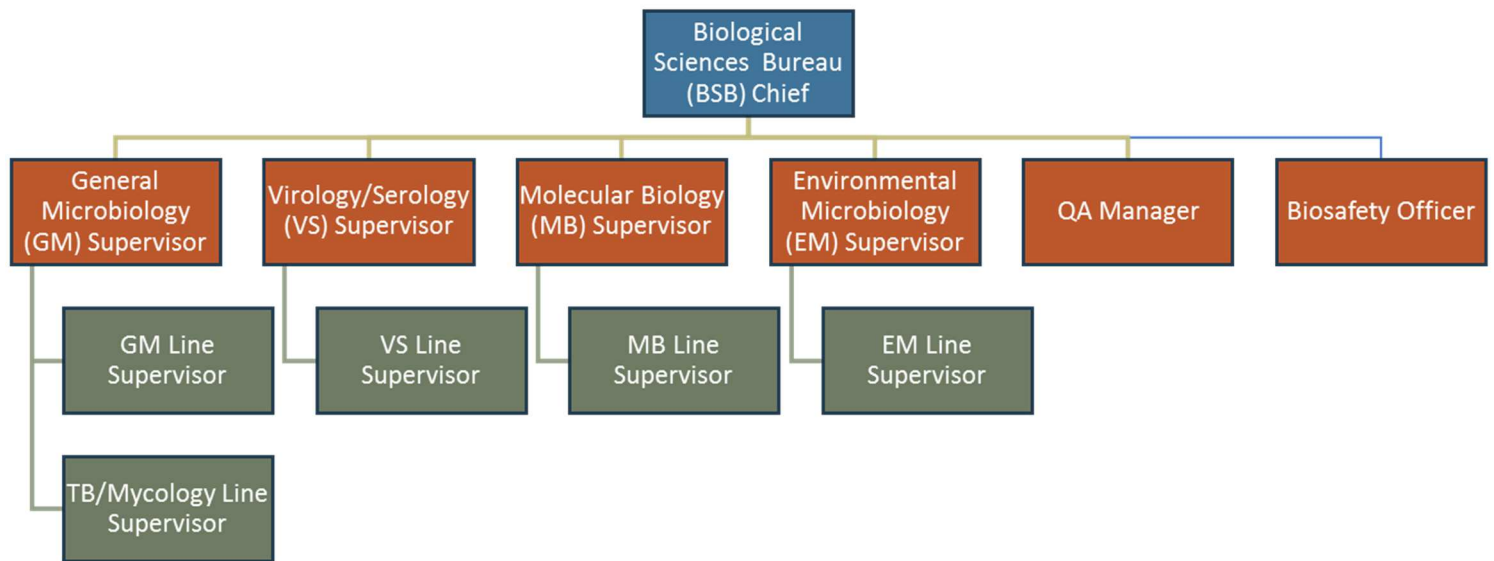 Biological
Sciences Bureau
(BSB) Chief
General
Microbiology
(GM) Supervisor
Virology/Serology
(VS) Supervisor
Molecular Biology
(MB) Supervisor
Environmental
Microbiology
(EM) Supervisor
QA Manager
Biosafety Officer
GM Line
Supervisor
VS Line
Supervisor
MB Line
Supervisor
EM Line
Supervisor
TB/Mycology Line
Supervisor